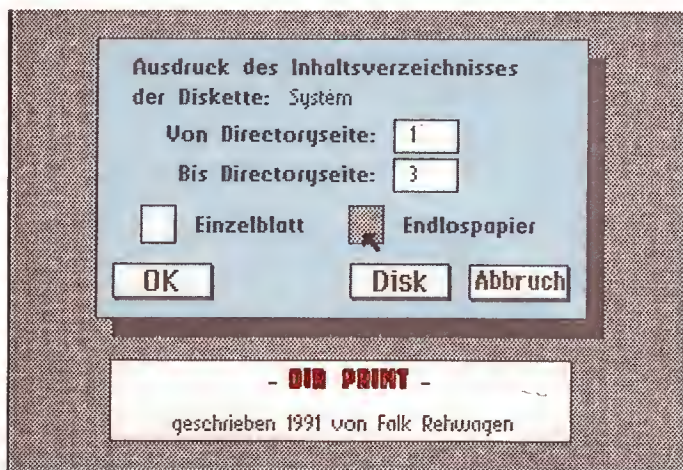 Ausdruck des Inhaltsverzeichnisses
der Diskette: System
Von Directoryseite: 1
Bis Directoryseite: 3
Einzelblatt Endlospapier
OK Disk Abbruch
- DIR PRINT -
geschrieben 1991 von Falk Rehwagen